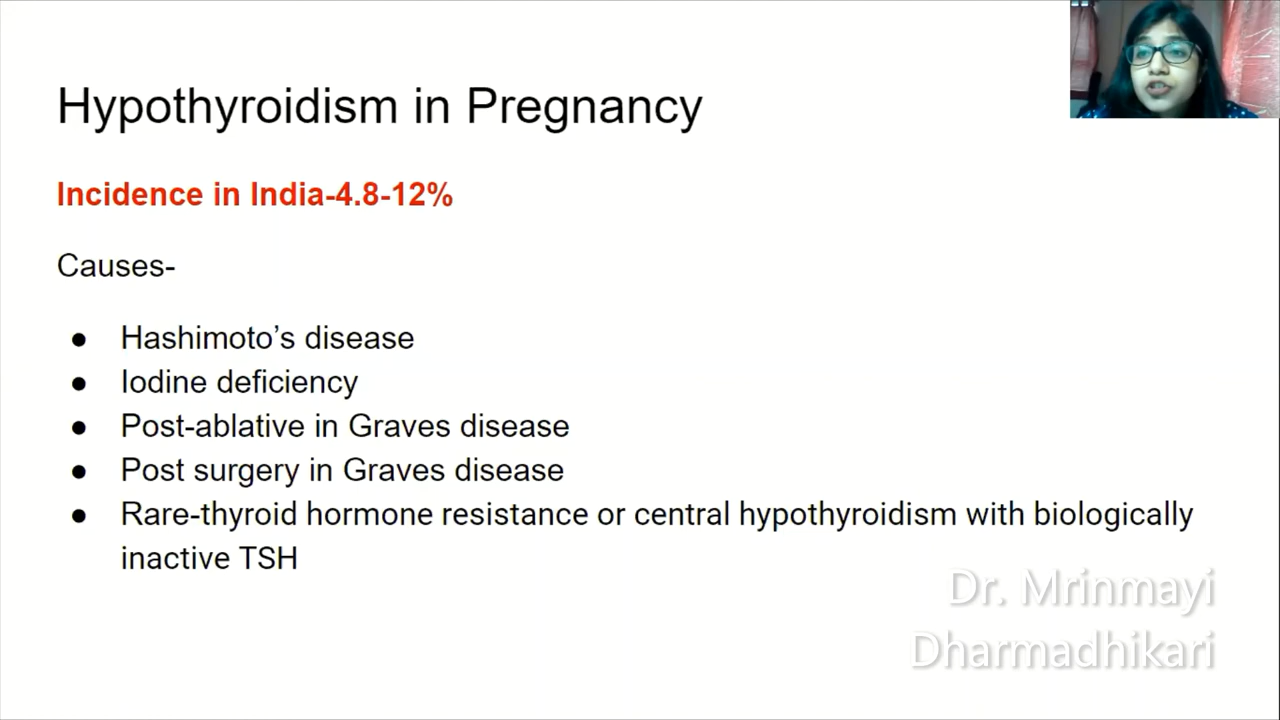 Hypothyroidism in Pregnancy
Incidence in India-4.8-12%
Causes-
● Hashimoto’s disease
● Iodine deficiency
● Post-ablative in Graves disease
● Post surgery in Graves disease
● Rare-thyroid hormone resistance or central hypothyroidism with biologically
inactive TSH
Dr. Mrinmayi
Dharmadhikari